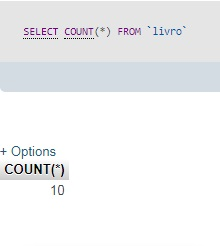 SELECT COUNT(*) FROM `livro`
+ Options
COUNT(*)
10